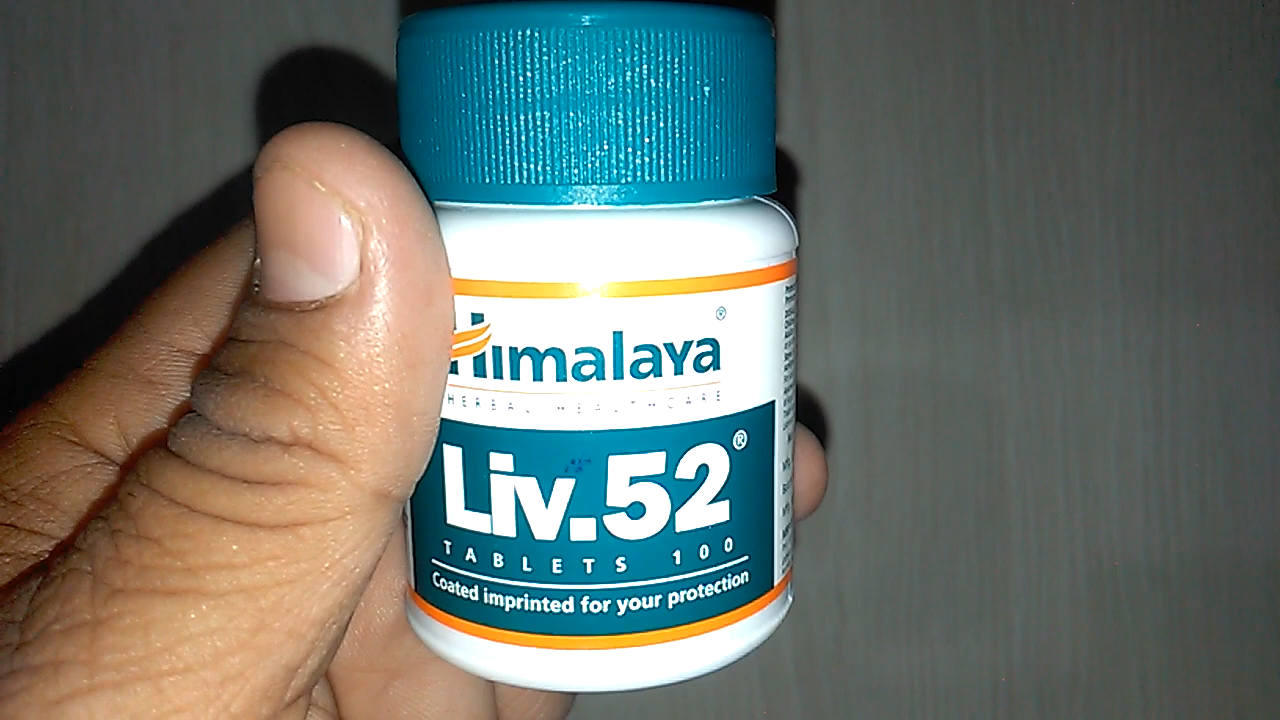 Himalaya®
HERBAL HEALTHCARE
Liv.52®
TABLETS 100
Coated imprinted for your protection